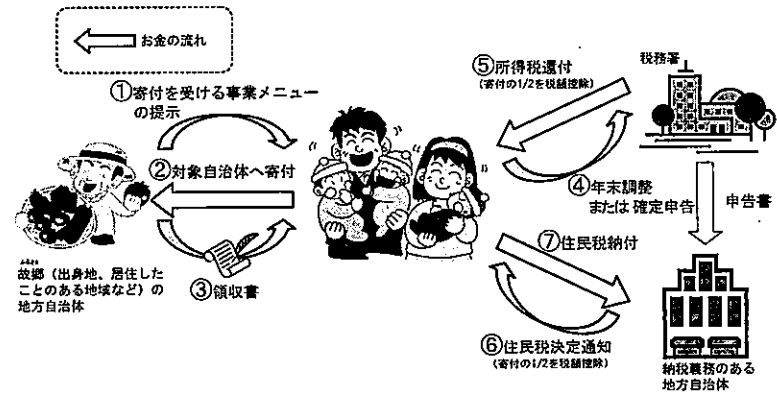 お金の流れ
①寄付を受ける事業メニュー
の提示
②対象自治体へ寄付
③領収書
ふるさと
故郷（出身地、居住した
ことのある地域など）の
地方自治体
⑤所得税還付
（寄付の1/2を税額控除）
税務署
④年末調整
または 確定申告
申告書
⑦住民税納付
⑥住民税決定通知
（寄付の1/2を税額控除）
納税義務のある
地方自治体